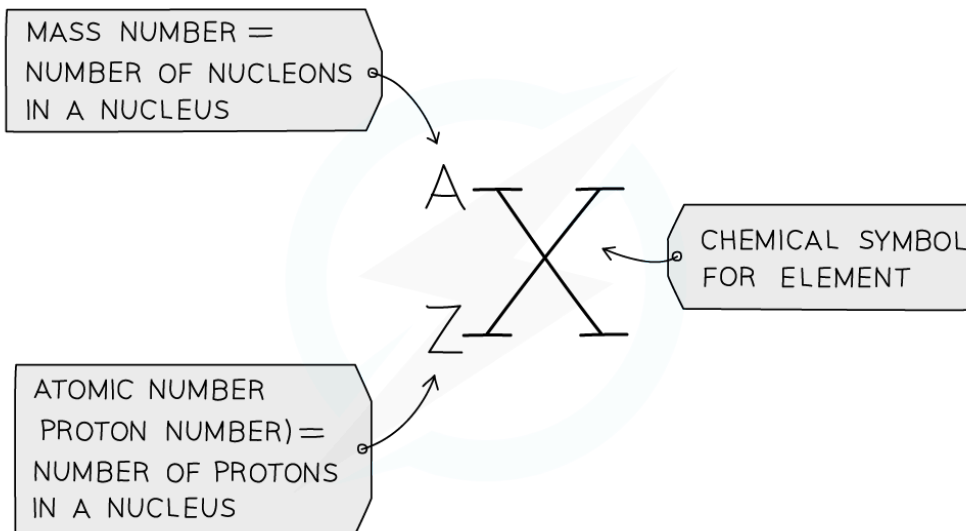 MASS NUMBER =
NUMBER OF NUCLEONS
IN A NUCLEUS
A
X
CHEMICAL SYMBOL
FOR ELEMENT
Z
ATOMIC NUMBER
PROTON NUMBER) =
NUMBER OF PROTONS
IN A NUCLEUS